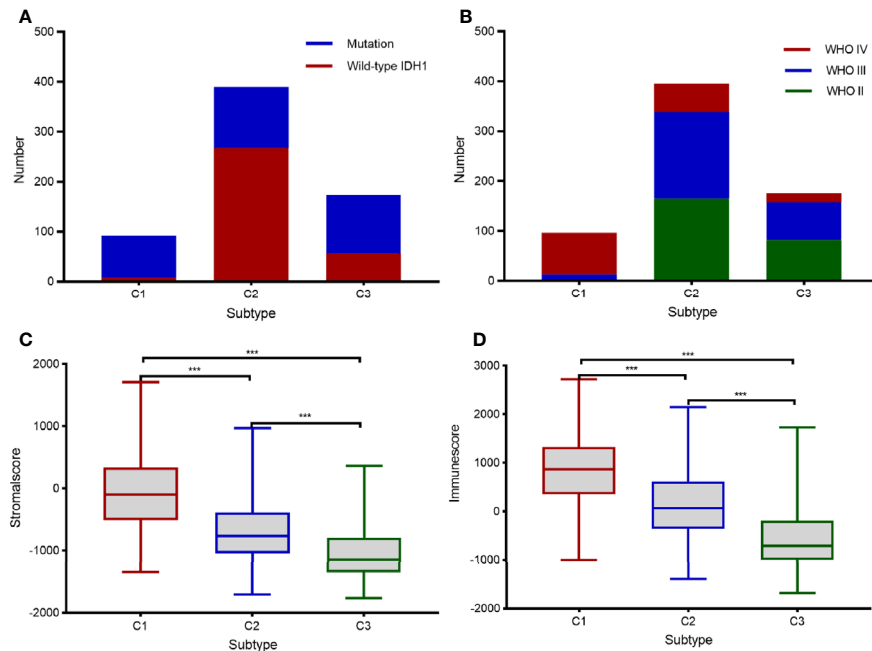 A
500
400
300
200
100
0
Number
Mutation
Wild-type IDH1
C1 C2 C3
Subtype
B
500
400
300
200
100
0
Number
WHO IV
WHO III
WHO II
C1 C2 C3
Subtype
C
2000
1000
0
-1000
-2000
Stromalscore
***
***
***
C1 C2 C3
Subtype
D
3000
2000
1000
0
-1000
-2000
Immunescore
***
***
***
C1 C2 C3
Subtype